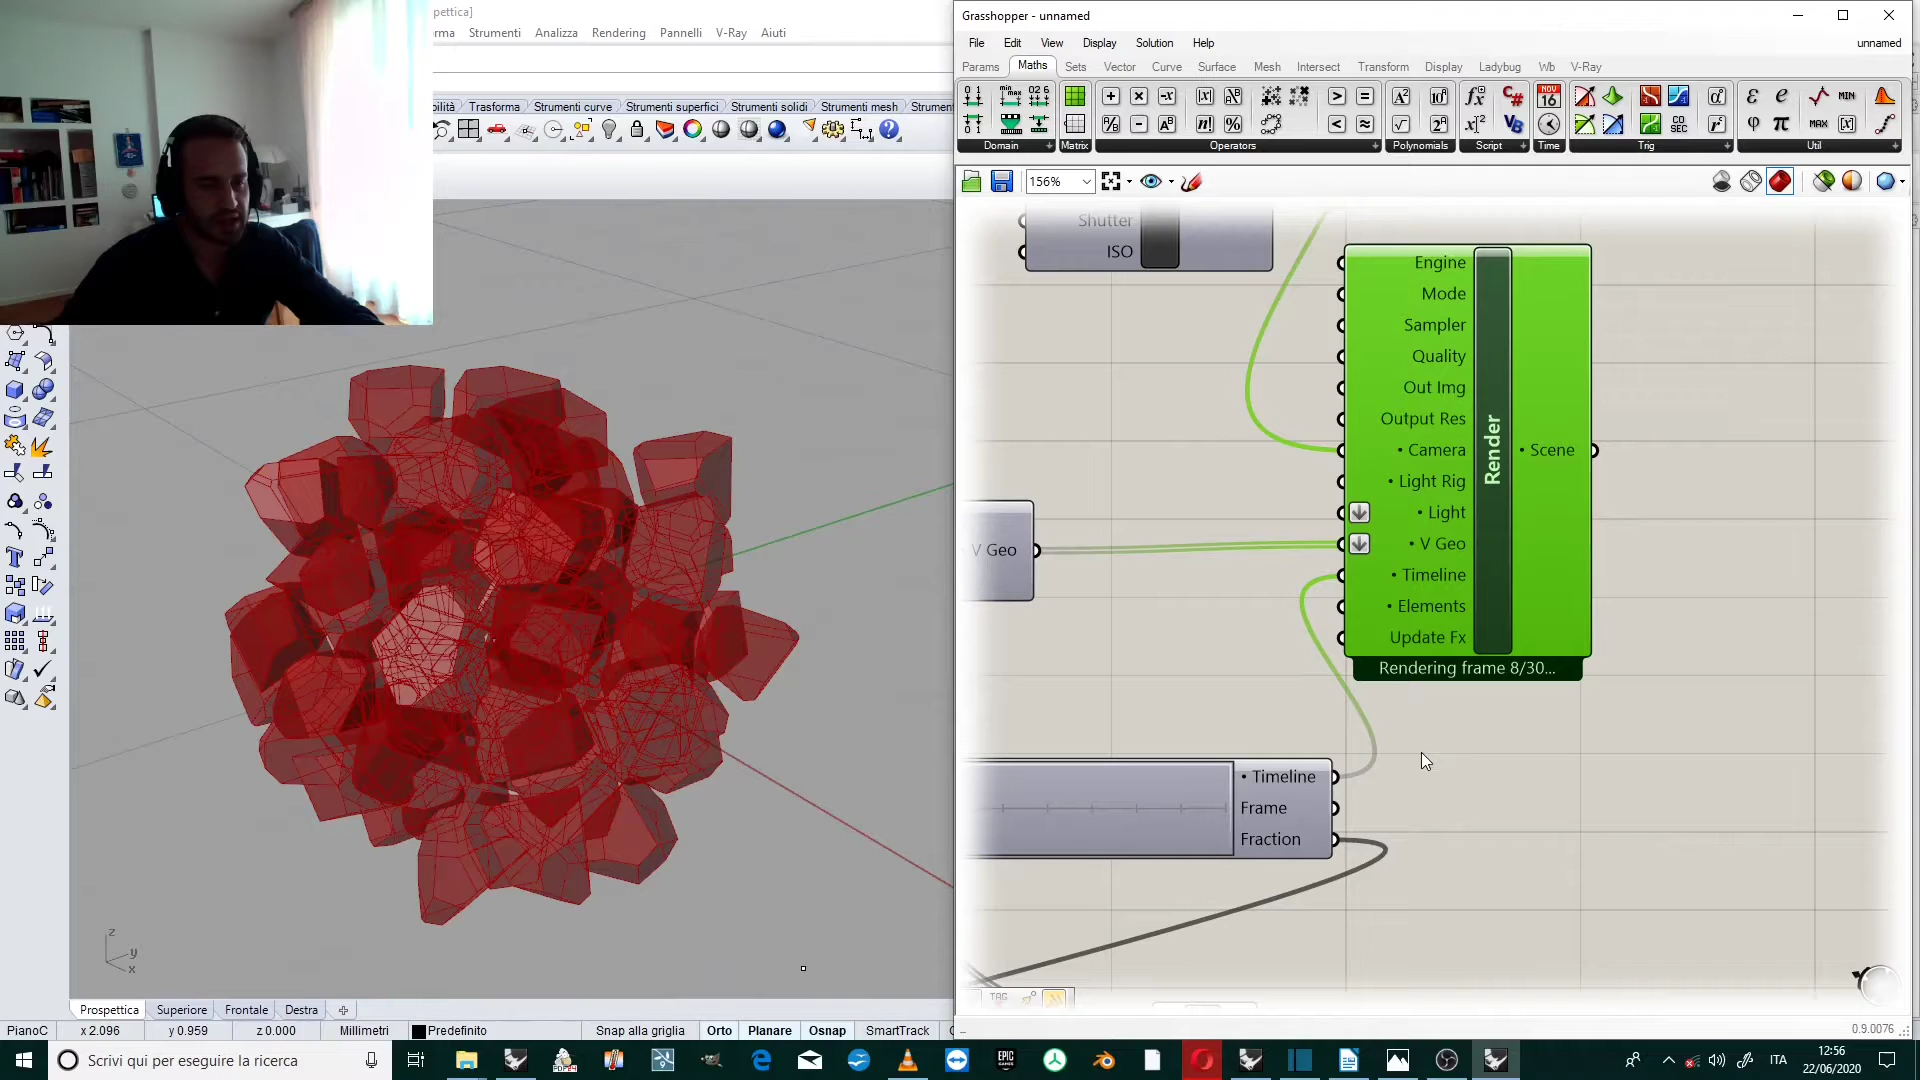 pettica]
rma Strumenti Analizza Rendering Pannelli V-Ray Aiuti
bilità Trasforma Strumenti curve Strumenti superfici Strumenti solidi Strumenti mesh Strumen
Grasshopper - unnamed
File Edit View Display Solution Help
unnamed
Params Maths Sets Vector Curve Surface Mesh Intersect Transform Display Ladybug Wb V-Ray
Domain Matrix Operators Polynomials Script Time Trig Util
156%
Shutter
ISO
Engine
Mode
Sampler
Quality
Out Img
Output Res
Camera
Light Rig
Light
V Geo
Timeline
Elements
Update Fx
Render
Scene
Rendering frame 8/30...
V Geo
Timeline
Frame
Fraction
TAG
0.9.0076
z
y
x
Prospettica Superiore Frontale Destra
PianoC x 2.096 y 0.959 z 0.000 Millimetri Predefinito Snap alla griglia Orto Planare Osnap SmartTrack
Scrivi qui per eseguire la ricerca
ITA
12:56
22/06/2020